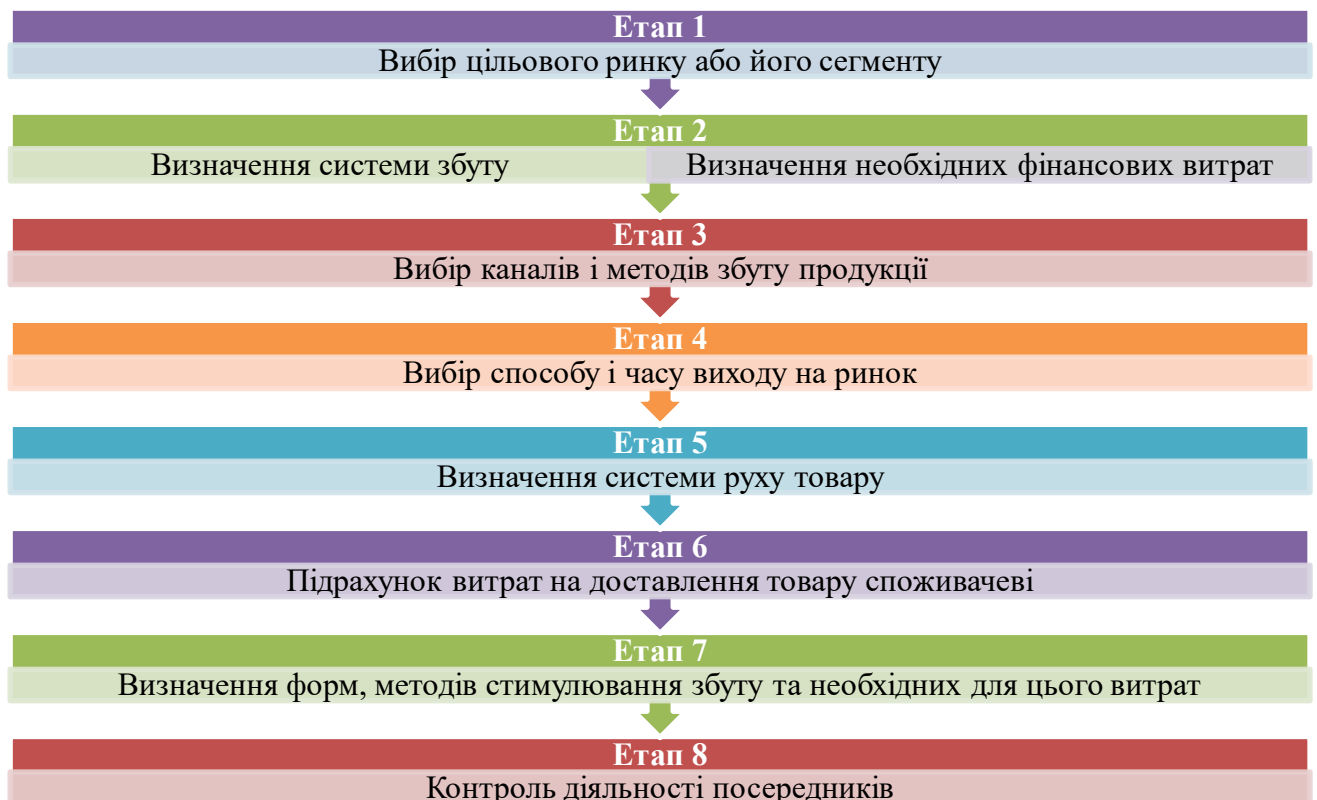 Етап 1
Вибір цільового ринку або його сегменту
Етап 2
Визначення системи збуту
Визначення необхідних фінансових витрат
Етап 3
Вибір каналів і методів збуту продукції
Етап 4
Вибір способу і часу виходу на ринок
Етап 5
Визначення системи руху товару
Етап 6
Підрахунок витрат на доставлення товару споживачеві
Етап 7
Визначення форм, методів стимулювання збуту та необхідних для цього витрат
Етап 8
Контроль діяльності посередників